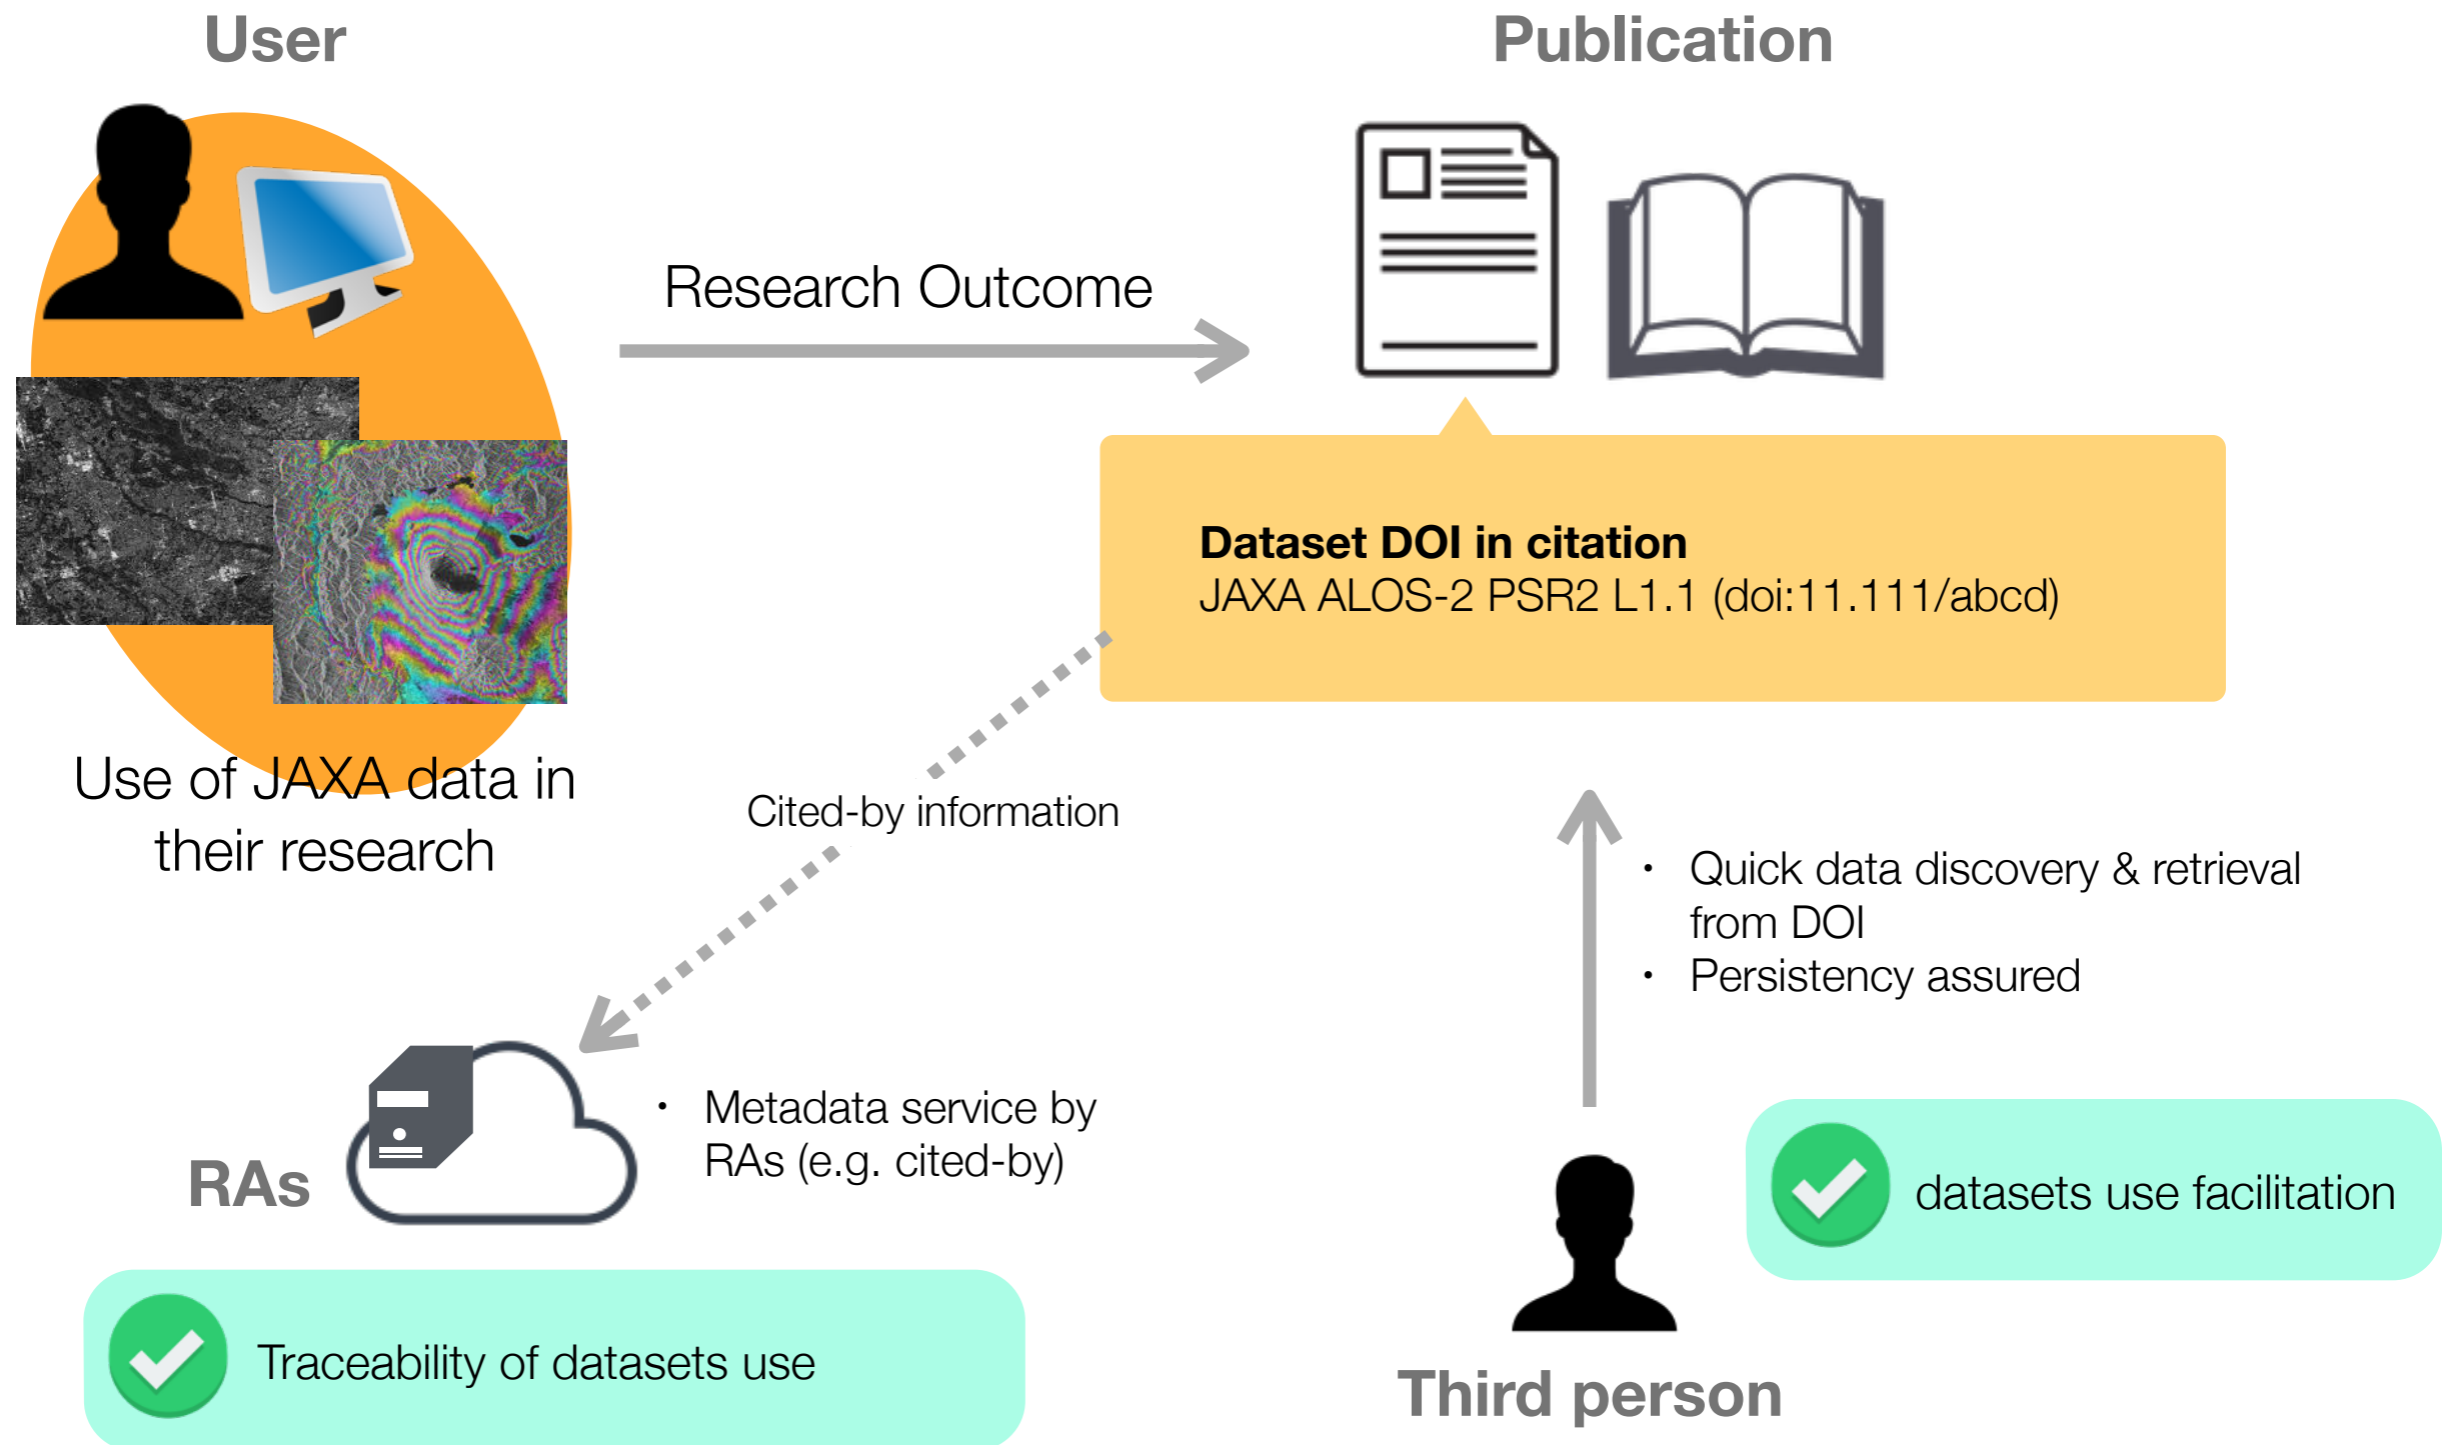 User
Publication
Research Outcome
Dataset DOI in citation
JAXA ALOS-2 PSR2 L1.1 (doi:11.111/abcd)
Use of JAXA data in
their research
Cited-by information
• Quick data discovery & retrieval
from DOI
• Persistency assured
• Metadata service by
RAs (e.g. cited-by)
RAs
datasets use facilitation
Traceability of datasets use
Third person